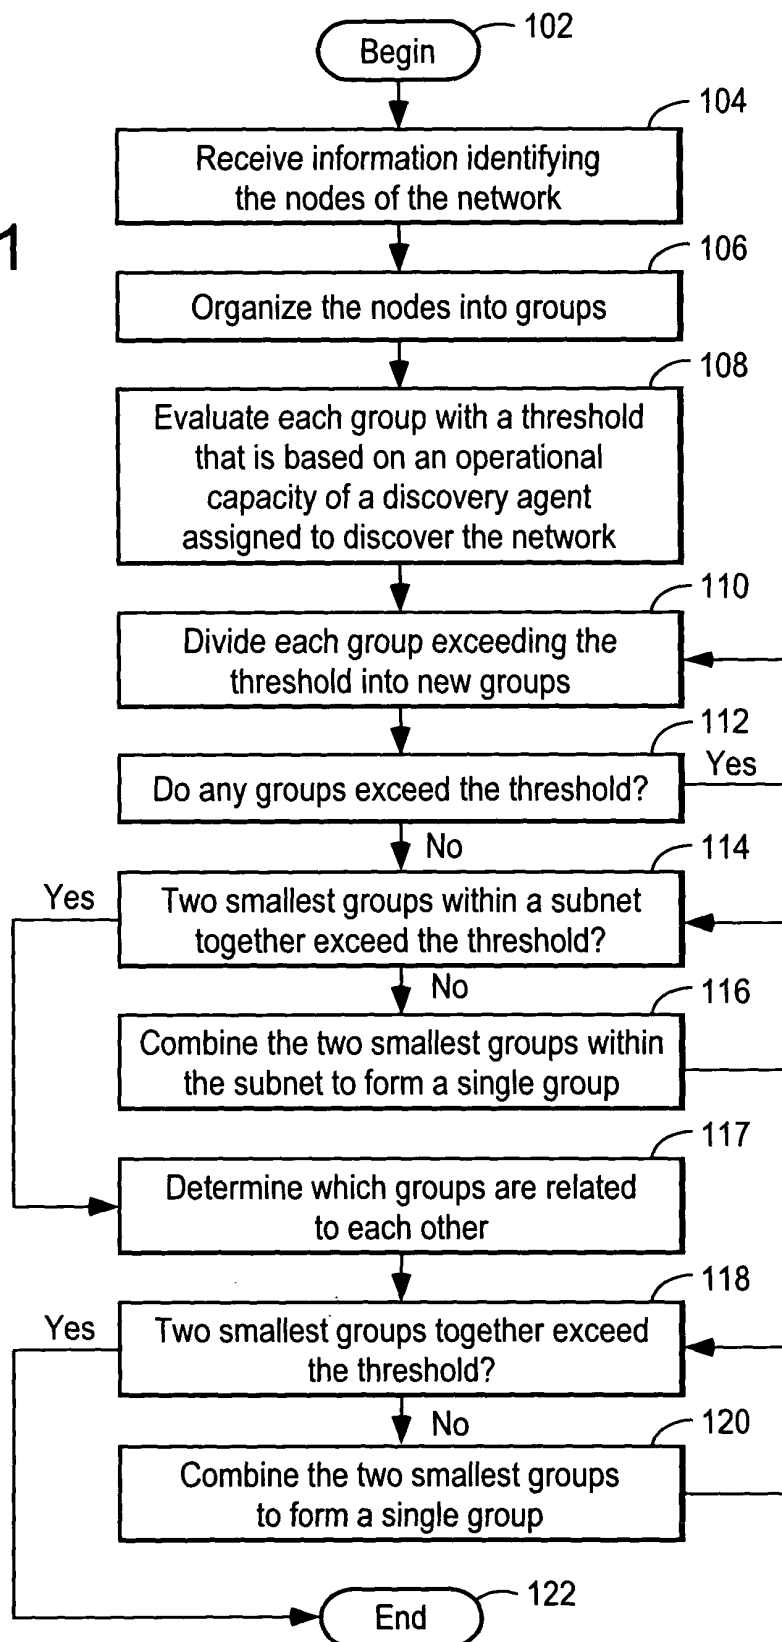 102
Begin
104
Receive information identifying
the nodes of the network
1
106
Organize the nodes into groups
108
Evaluate each group with a threshold
that is based on an operational
capacity of a discovery agent
assigned to discover the network
110
Divide each group exceeding the
threshold into new groups
112
Do any groups exceed the threshold?
Yes
No
114
Yes
Two smallest groups within a subnet
together exceed the threshold?
No
116
Combine the two smallest groups within
the subnet to form a single group
117
Determine which groups are related
to each other
118
Yes
Two smallest groups together exceed
the threshold?
No
120
Combine the two smallest groups
to form a single group
122
End